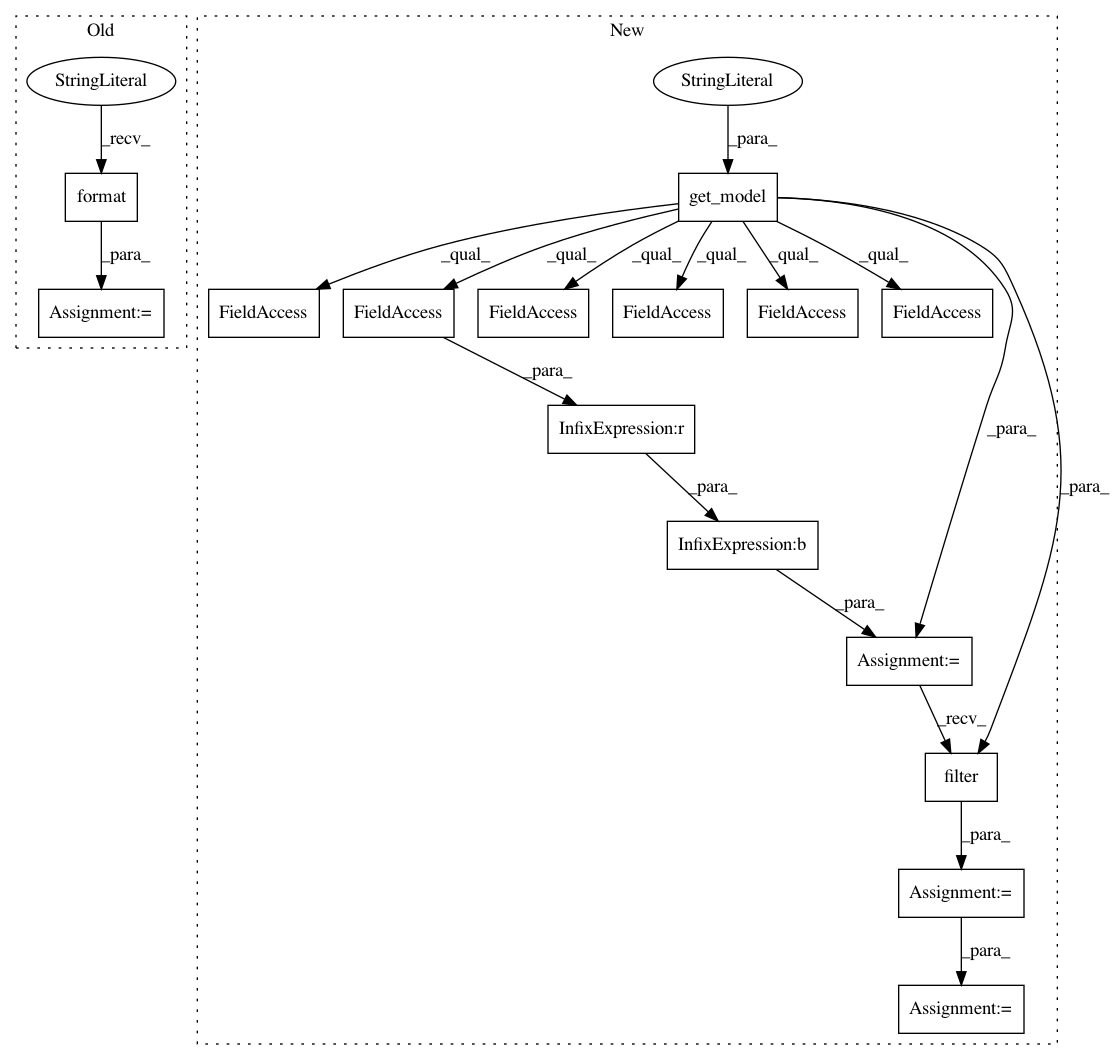 Old
New
StringLiteral
StringLiteral
_recv_
_para_
format
get_model
_para_
_qual_
_qual_
_qual_
_qual_
_qual_
_qual_
Assignment:=
FieldAccess
FieldAccess
FieldAccess
FieldAccess
FieldAccess
FieldAccess
_para_
InfixExpression:r
_para_
_para_
_para_
InfixExpression:b
_para_
Assignment:=
_recv_
filter
_para_
Assignment:=
_para_
Assignment:=